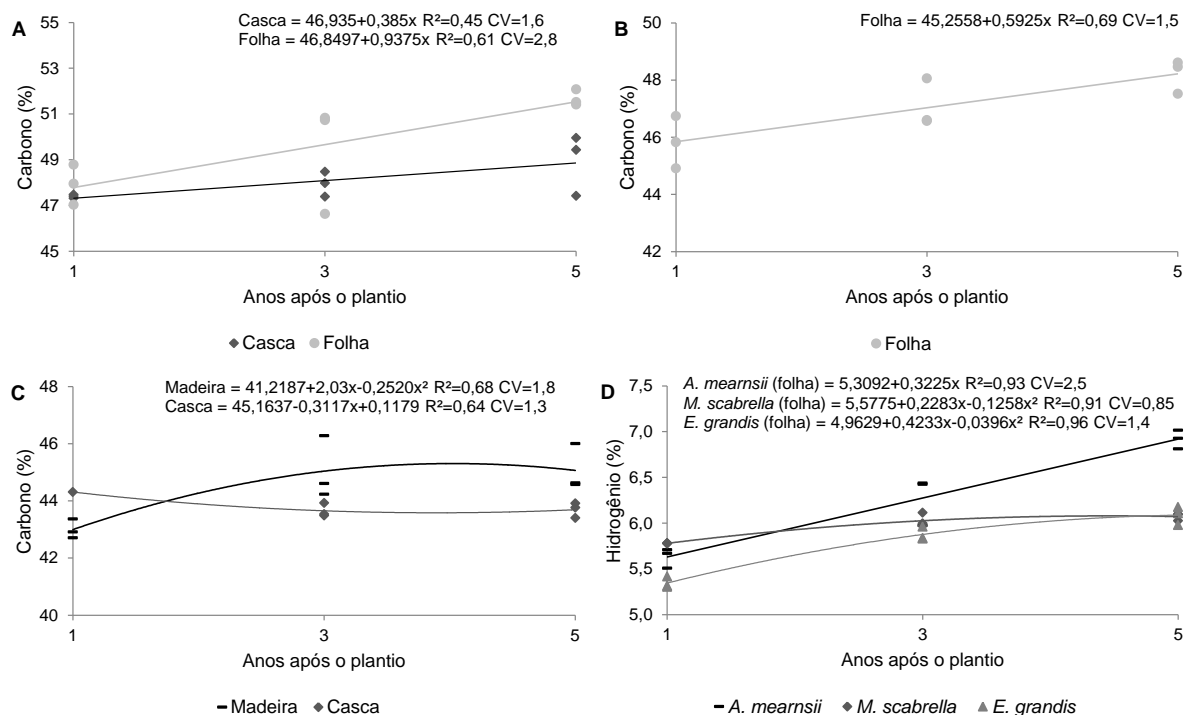 A
Casca = 46,935+0,385x R²=0,45 CV=1,6
Folha = 46,8497+0,9375x R²=0,61 CV=2,8
55
53
51
49
47
45
Carbono (%)
1 3 5
Anos após o plantio
Casca Folha
B
Folha = 45,2558+0,5925x R²=0,69 CV=1,5
50
48
46
44
42
Carbono (%)
1 3 5
Anos após o plantio
Folha
C
Madeira = 41,2187+2,03x-0,2520x² R²=0,68 CV=1,8
Casca = 45,1637-0,3117x+0,1179 R²=0,64 CV=1,3
48
46
44
42
40
Carbono (%)
1 3 5
Anos após o plantio
Madeira Casca
D
A. mearnsii (folha) = 5,3092+0,3225x R²=0,93 CV=2,5
M. scabrella (folha) = 5,5775+0,2283x-0,1258x² R²=0,91 CV=0,85
E. grandis (folha) = 4,9629+0,4233x-0,0396x² R²=0,96 CV=1,4
7,5
7,0
6,5
6,0
5,5
5,0
Hidrogênio (%)
1 3 5
Anos após o plantio
A. mearnsii M. scabrella E. grandis